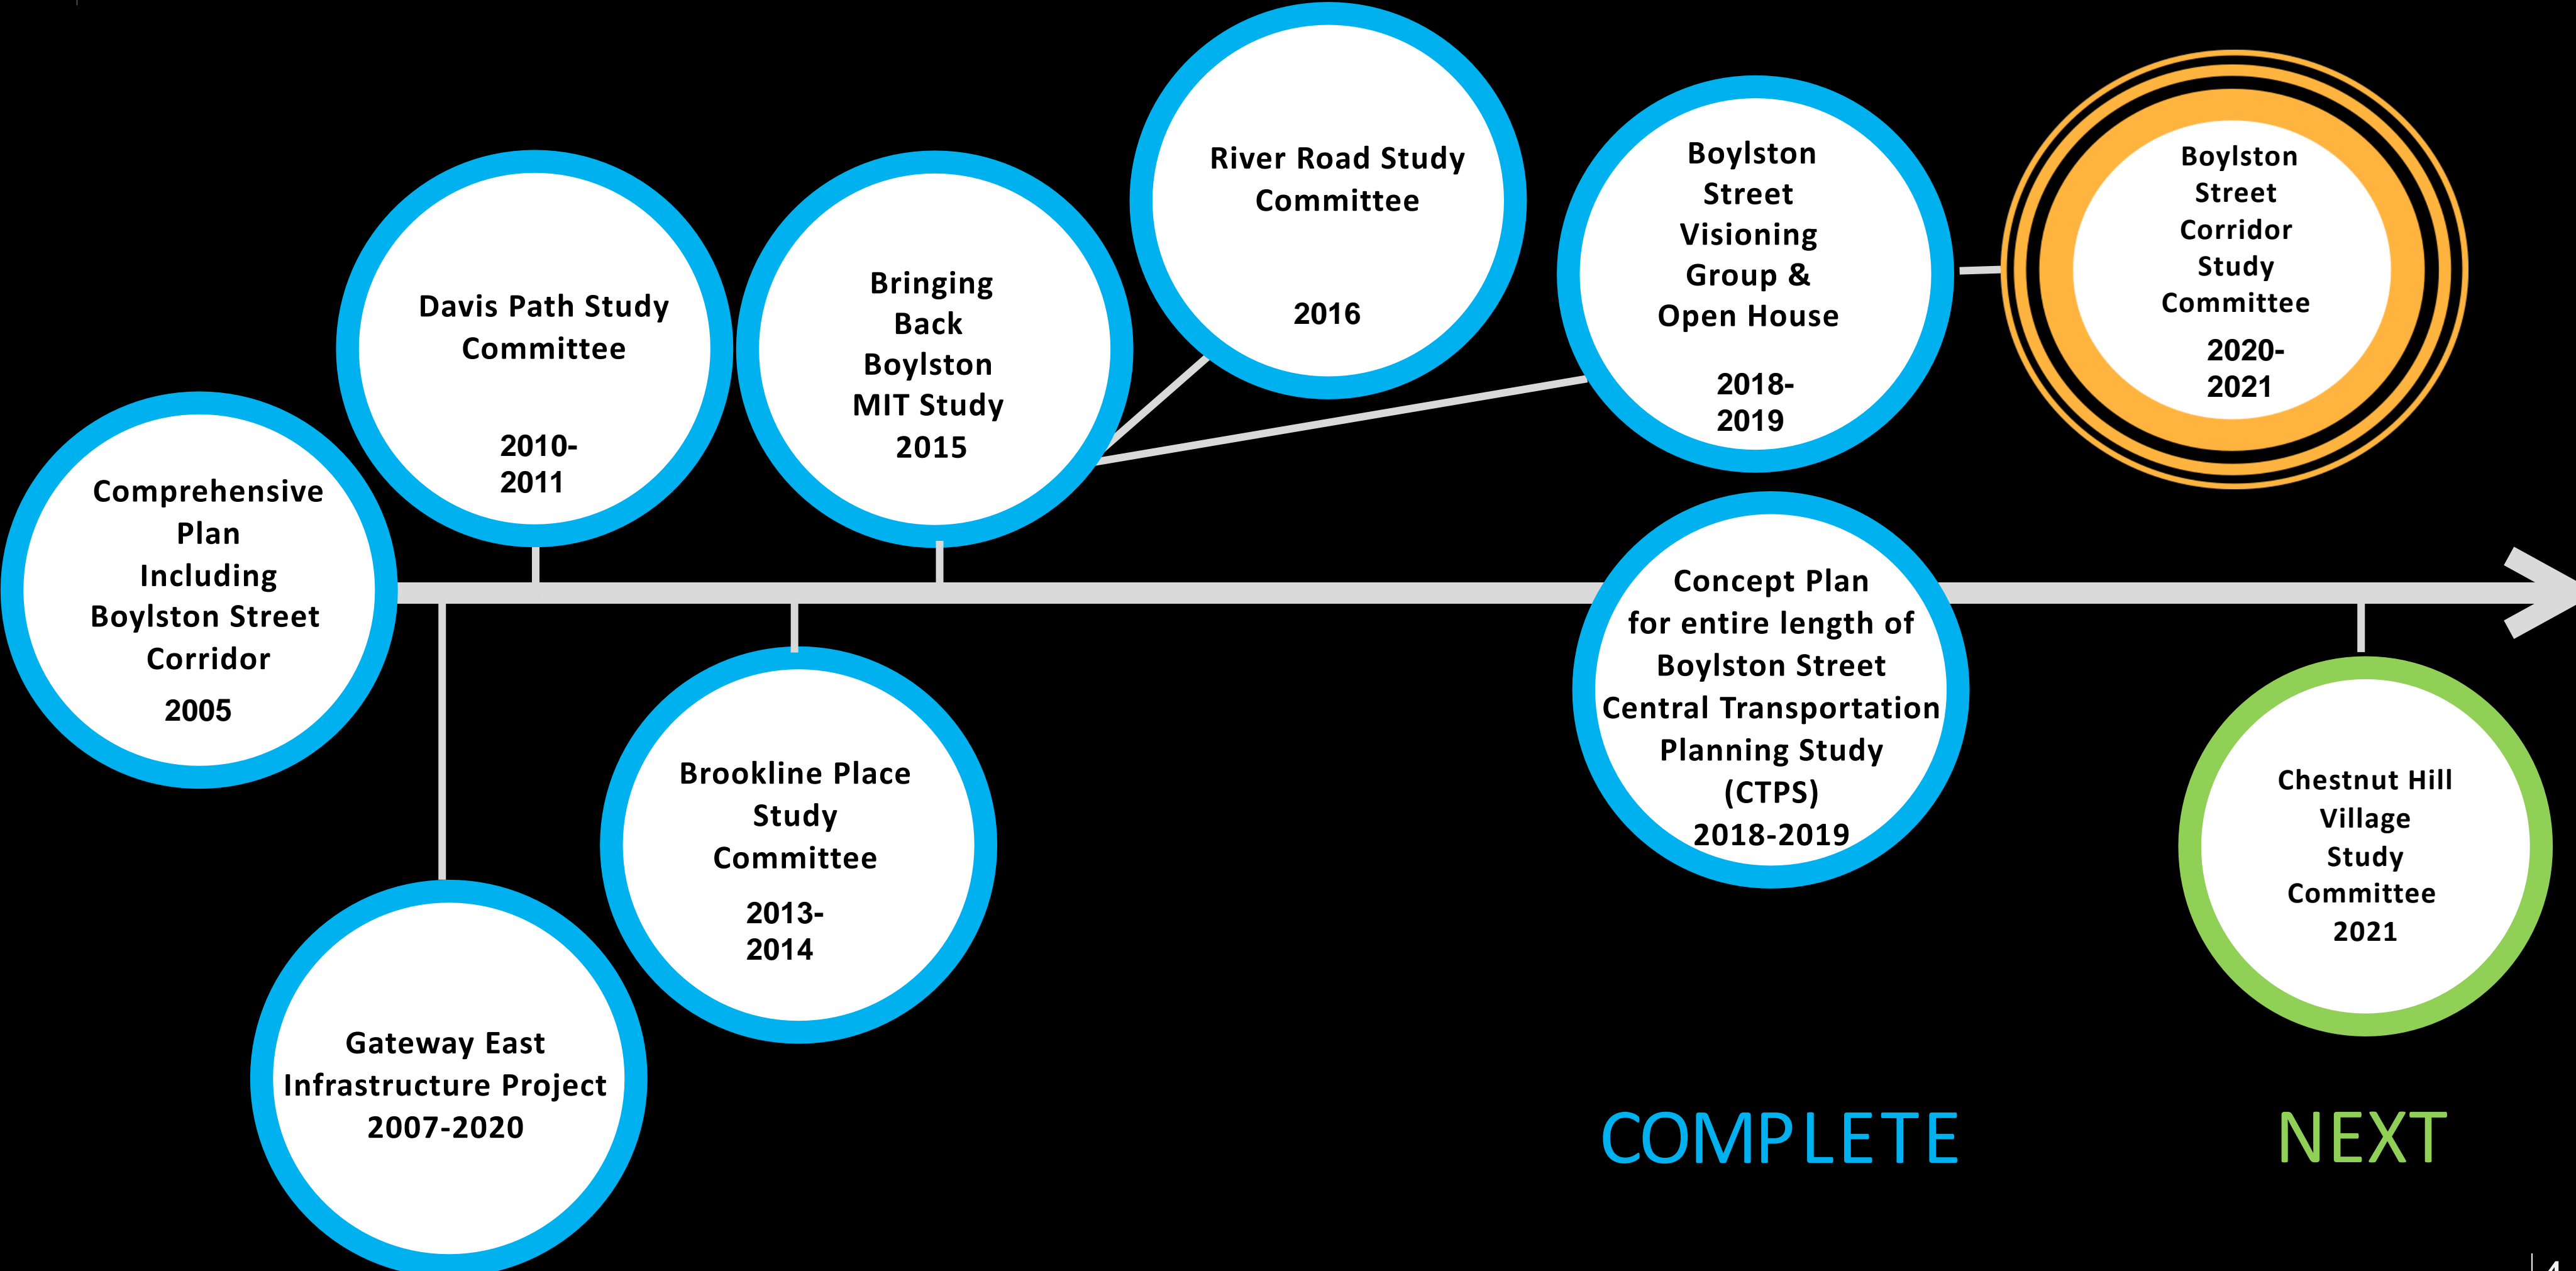 Comprehensive
Plan
Including
Boylston Street
Corridor
2005
Davis Path Study
Committee
2010-
2011
Gateway East
Infrastructure Project
2007-2020
Brookline Place
Study
Committee
2013-
2014
Bringing
Back
Boylston
MIT Study
2015
River Road Study
Committee
2016
Boylston
Street
Visioning
Group &
Open House
2018-
2019
Concept Plan
for entire length of
Boylston Street
Central Transportation
Planning Study
(CTPS)
2018-2019
Boylston
Street
Corridor
Study
Committee
2020-
2021
Chestnut Hill
Village
Study
Committee
2021
COMPLETE
NEXT
4